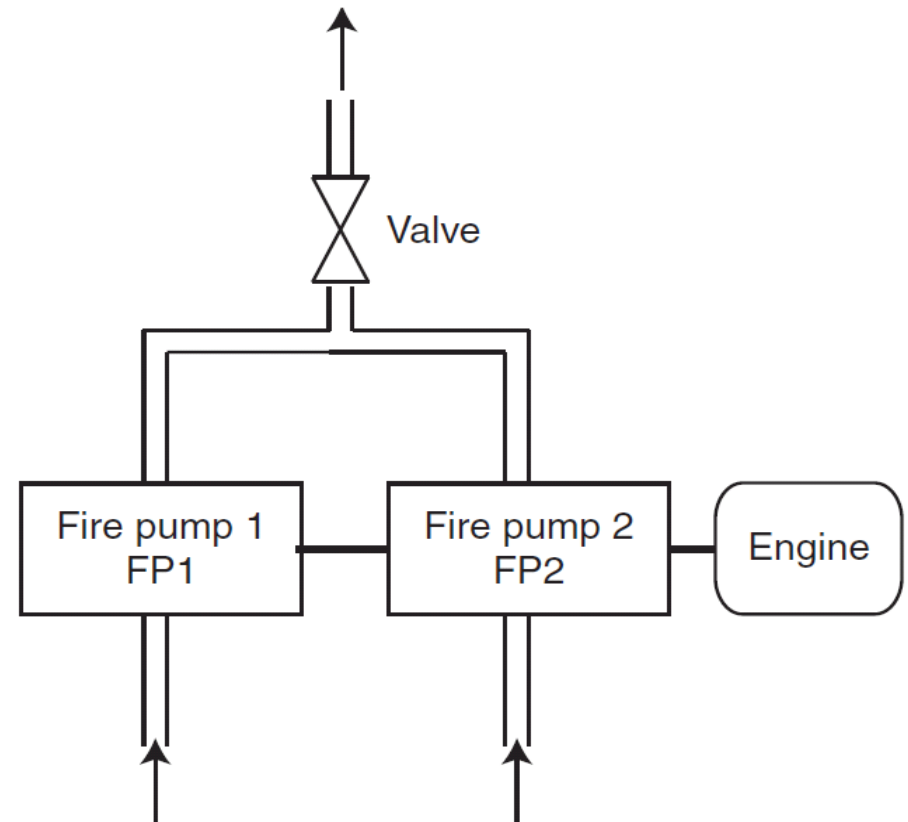 Valve
Fire pump 1
FP1
Fire pump 2
FP2
Engine